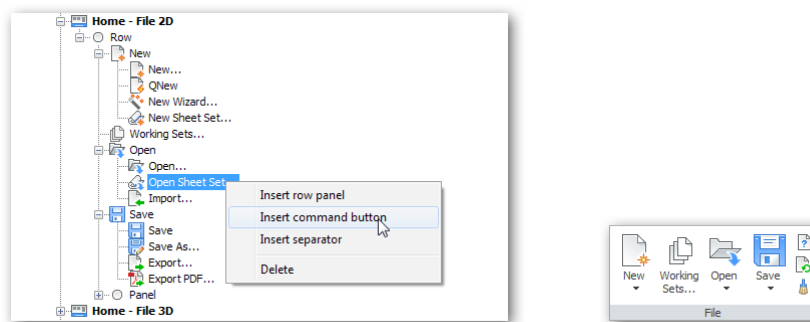 Home - File 2D
Row
New
New...
QNew
New Wizard...
New Sheet Set...
Working Sets...
Open
Open...
Open Sheet Set...
Import...
Save
Save
Save As...
Export...
Export PDF...
Panel
Home - File 3D
Insert row panel
Insert command button
Insert separator
Delete
New
Working
Sets...
Open
Save
File